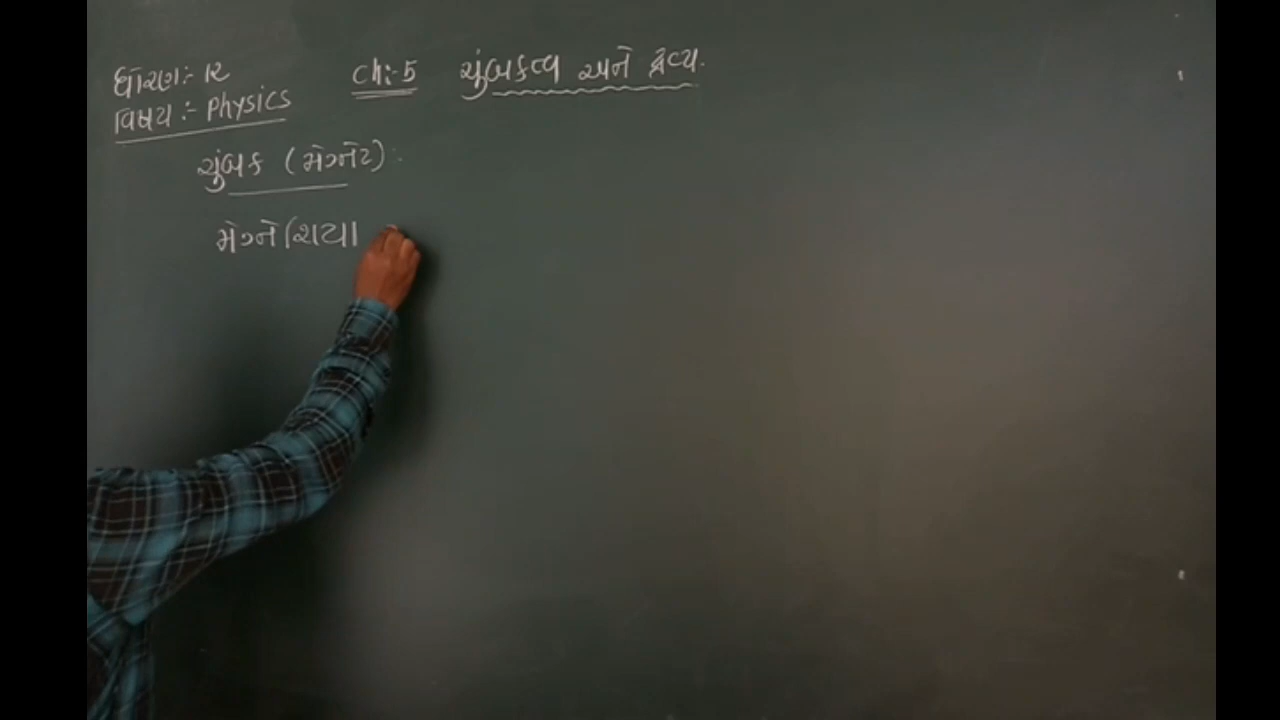 ધોરણ:- ૧૨
Ch:- 5 ચુંબકત્વ અને દ્રવ્ય.
વિષય :- Physics
ચુંબક (મેગ્નેટ) :
મેગ્નેશિયા